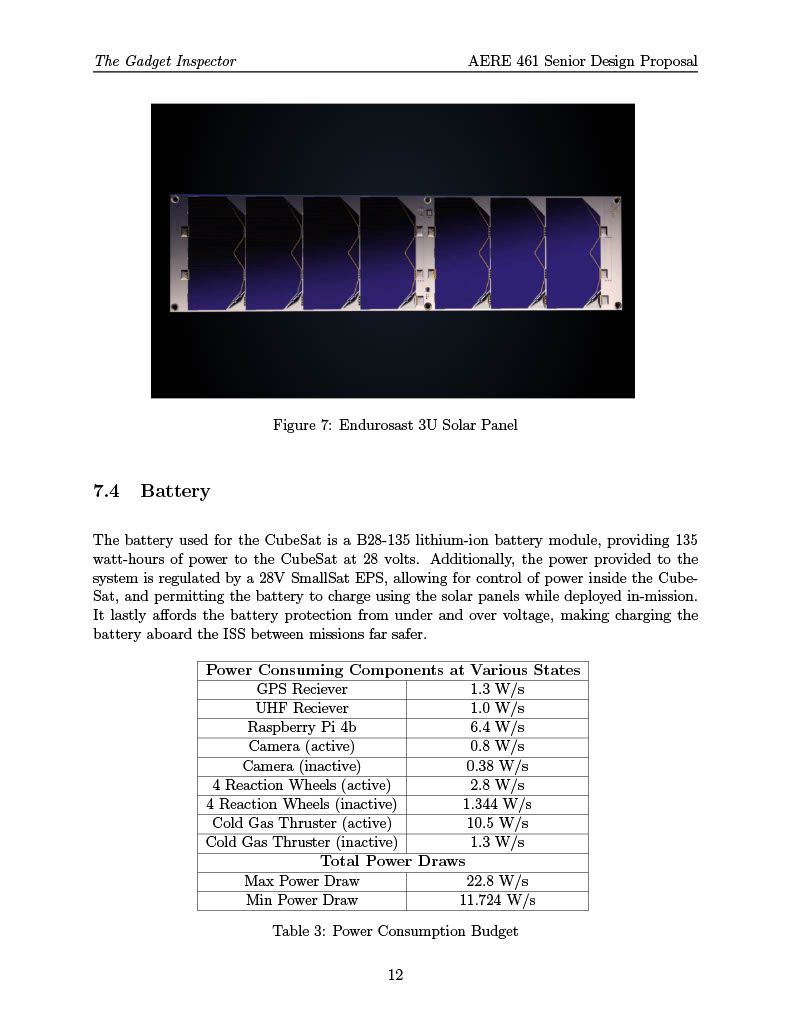 The Gadget Inspector AERE 461 Senior Design Proposal
Figure 7: Endurosast 3U Solar Panel
7.4 Battery
The battery used for the CubeSat is a B28-135 lithium-ion battery module, providing 135
watt-hours of power to the CubeSat at 28 volts. Additionally, the power provided to the
system is regulated by a 28V SmallSat EPS, allowing for control of power inside the Cube-
Sat, and permitting the battery to charge using the solar panels while deployed in-mission.
It lastly affords the battery protection from under and over voltage, making charging the
battery aboard the ISS between missions far safer.
Power Consuming Components at Various States
GPS Reciever 1.3 W/s
UHF Reciever 1.0 W/s
Raspberry Pi 4b 6.4 W/s
Camera (active) 0.8 W/s
Camera (inactive) 0.38 W/s
4 Reaction Wheels (active) 2.8 W/s
4 Reaction Wheels (inactive) 1.344 W/s
Cold Gas Thruster (active) 10.5 W/s
Cold Gas Thruster (inactive) 1.3 W/s
Total Power Draws
Max Power Draw 22.8 W/s
Min Power Draw 11.724 W/s
Table 3: Power Consumption Budget
12